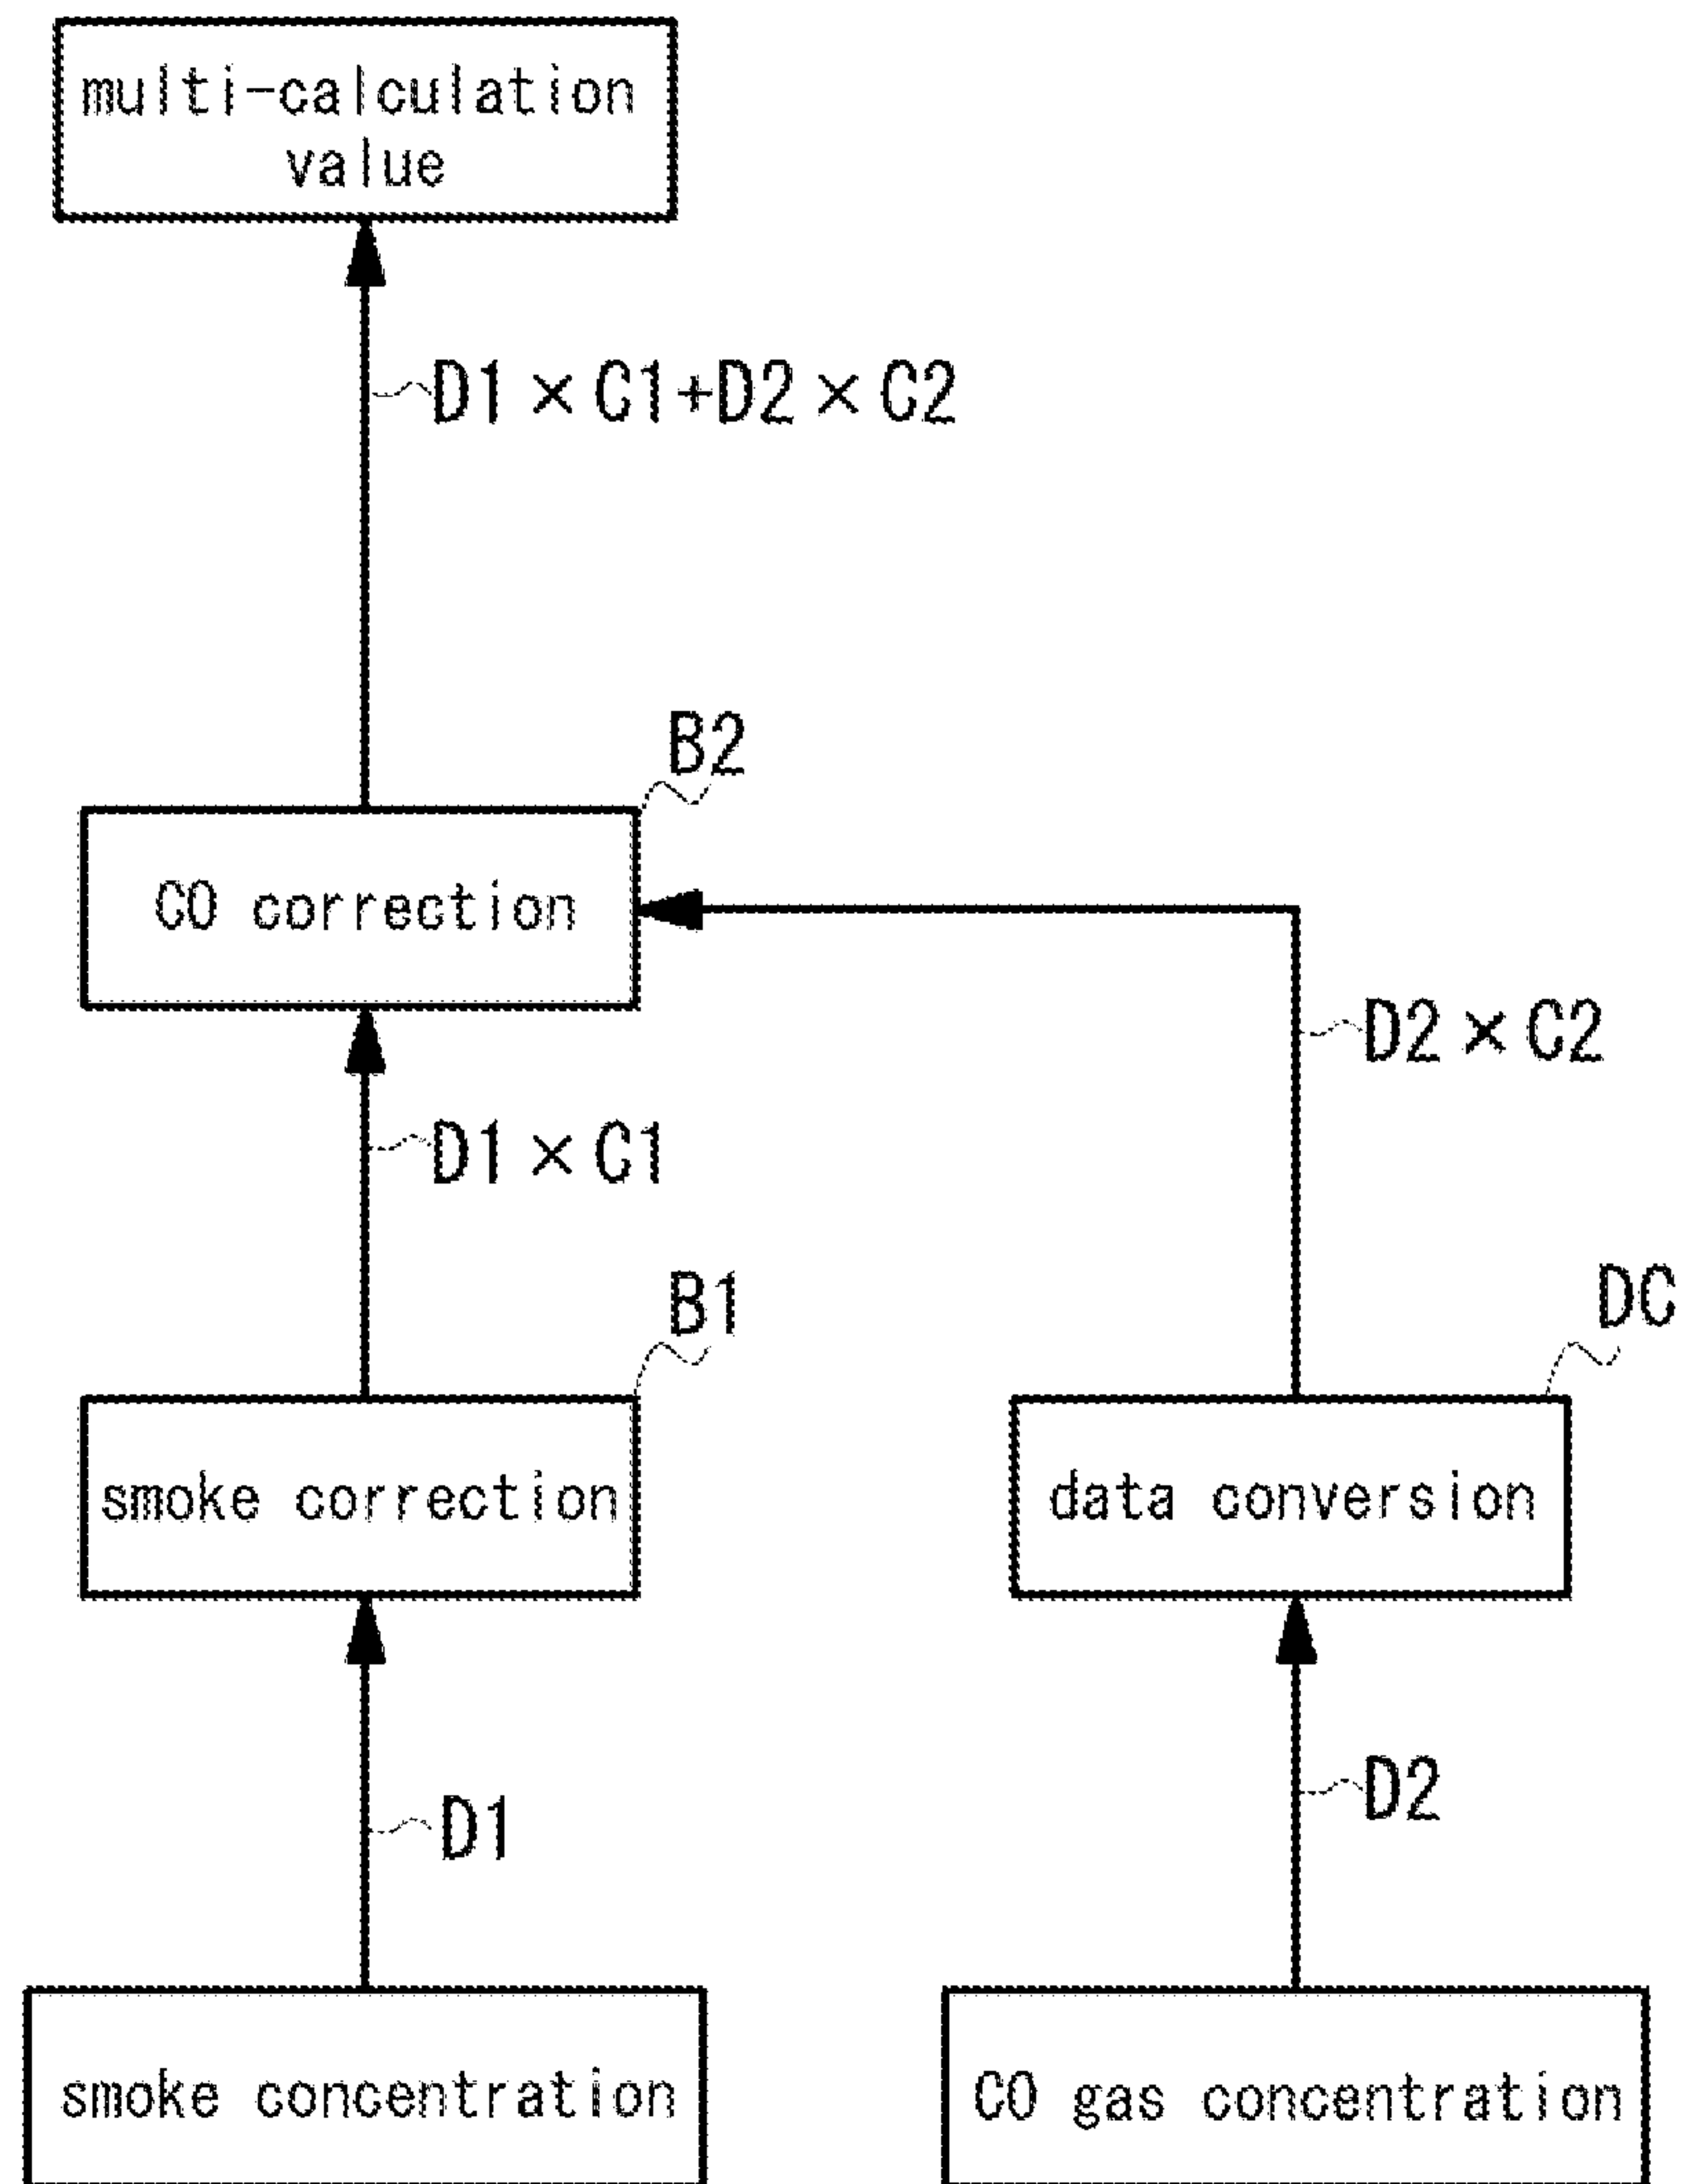 multi-calculation
value
D1×C1+D2×C2
B2
CO correction
D2×C2
D1×C1
B1
DC
smoke correction
data conversion
D2
D1
smoke concentration
CO gas concentration